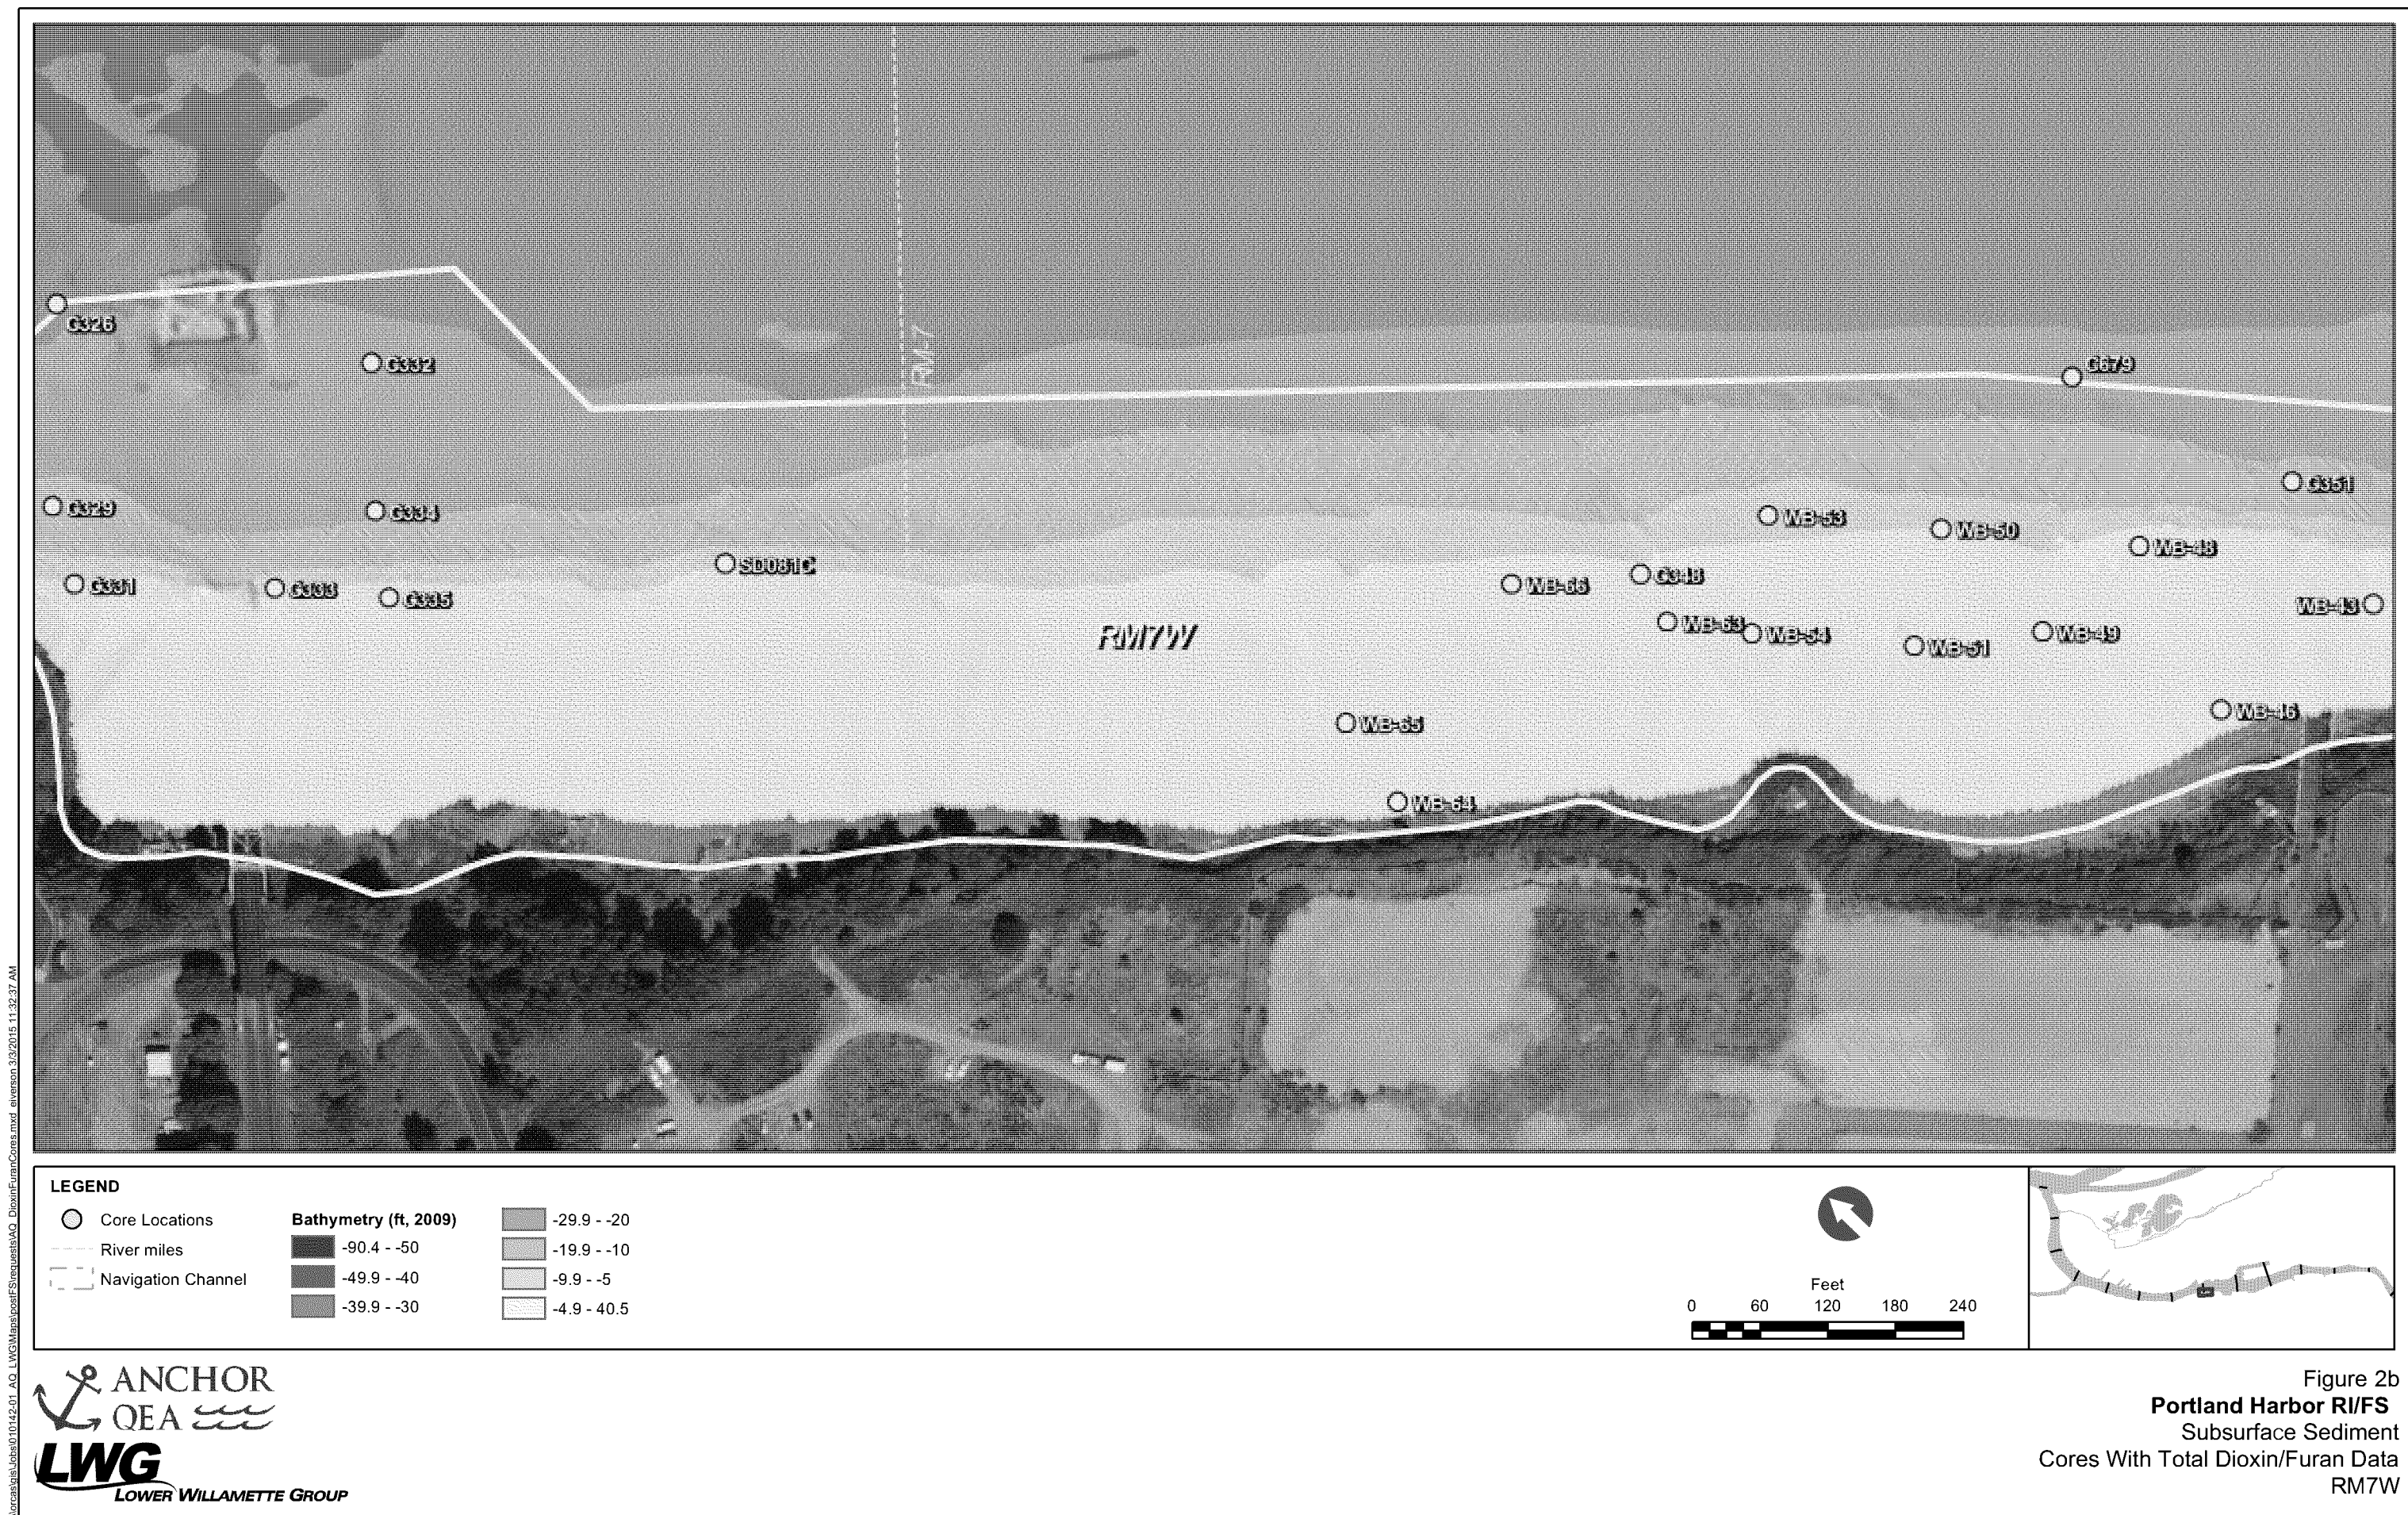 RM-7
G326
G332
G679
G351
G329
G334
WB-53
WB-50
WB-48
SD081C
G331
G333
G335
WB-66
G348
WB-43
WB-63
WB-54
WB-51
WB-49
RM7W
WB-46
WB-65
WB-64
LEGEND
Core Locations
River miles
Navigation Channel
Bathymetry (ft, 2009)
-90.4 - -50
-49.9 - -40
-39.9 - -30
-29.9 - -20
-19.9 - -10
-9.9 - -5
-4.9 - 40.5
Feet
0 60 120 180 240
ANCHOR
QEA
LWG
LOWER WILLAMETTE GROUP
Figure 2b
Portland Harbor RI/FS
Subsurface Sediment
Cores With Total Dioxin/Furan Data
RM7W